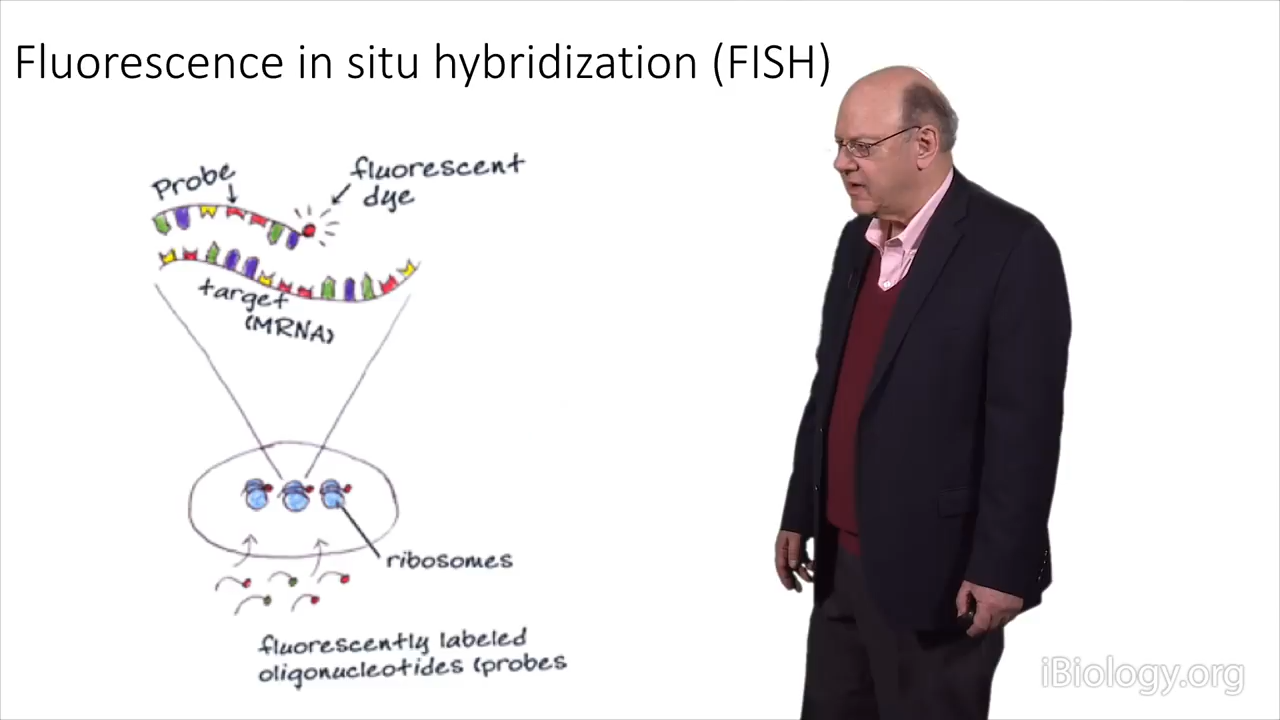 Fluorescence in situ hybridization (FISH)
Probe
fluorescent
dye
target
(MRNA)
ribosomes
fluorescently labeled
oligonucleotides (probes
iBiology.org